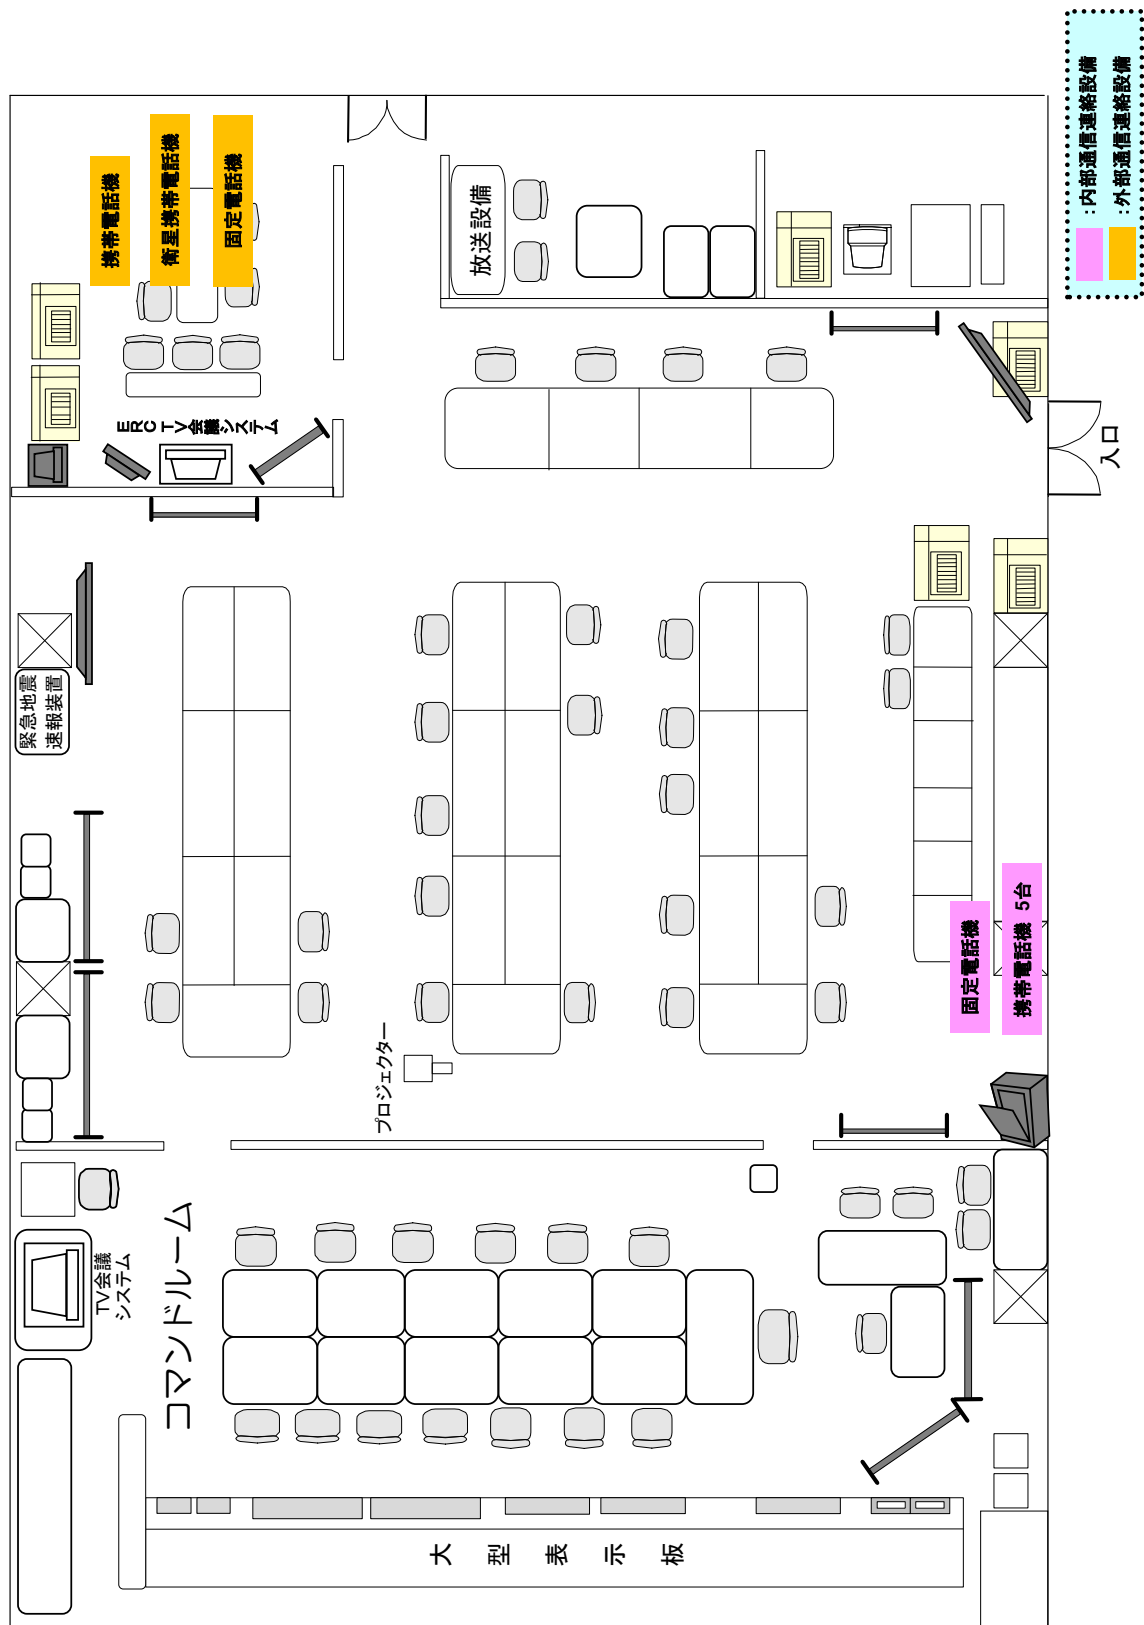 ：内部通信連絡設備
：外部通信連絡設備
携帯電話機
衛星携帯電話機
固定電話機
放送設備
ERC TV会議システム
入口
緊急地震
速報装置
固定電話機
携帯電話機 5台
プロジェクター
コマンドルーム
TV会議
システム
大型表示板